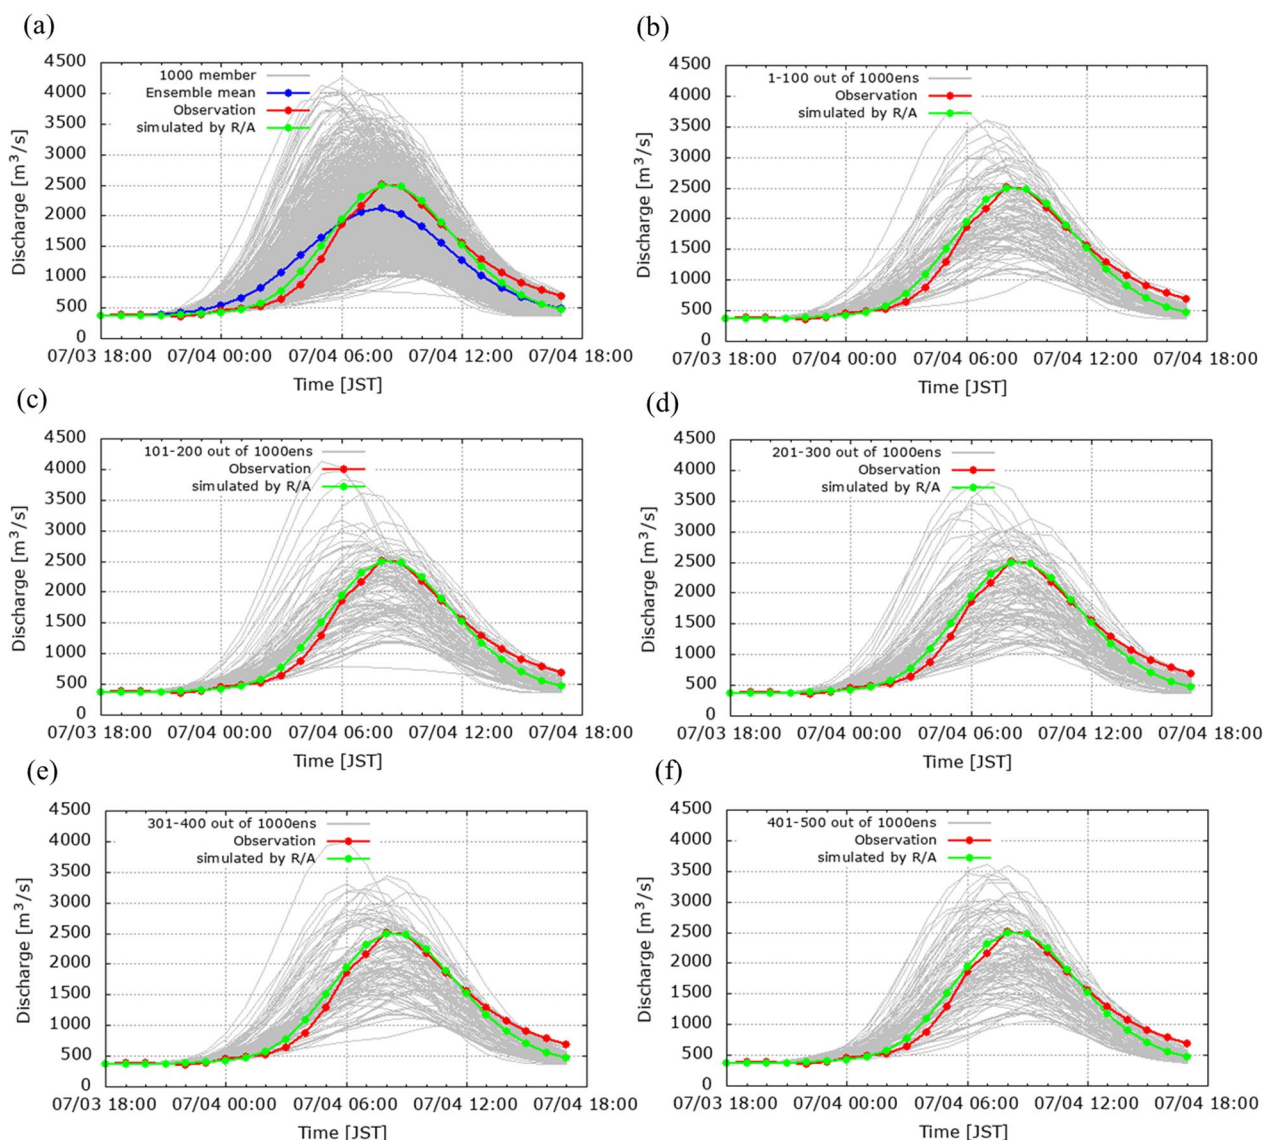 (a)
4500
4000
3500
3000
2500
2000
1500
1000
500
0
Discharge [m³/s]
1000 member
Ensemble mean
Observation
simulated by R/A
07/03 18:00 07/04 00:00 07/04 06:00 07/04 12:00 07/04 18:00
Time [JST]
(b)
4500
4000
3500
3000
2500
2000
1500
1000
500
0
Discharge [m³/s]
1-100 out of 1000ens
Observation
simulated by R/A
07/03 18:00 07/04 00:00 07/04 06:00 07/04 12:00 07/04 18:00
Time [JST]
(c)
4500
4000
3500
3000
2500
2000
1500
1000
500
0
Discharge [m³/s]
101-200 out of 1000ens
Observation
simulated by R/A
07/03 18:00 07/04 00:00 07/04 06:00 07/04 12:00 07/04 18:00
Time [JST]
(d)
4500
4000
3500
3000
2500
2000
1500
1000
500
0
Discharge [m³/s]
201-300 out of 1000ens
Observation
simulated by R/A
07/03 18:00 07/04 00:00 07/04 06:00 07/04 12:00 07/04 18:00
Time [JST]
(e)
4500
4000
3500
3000
2500
2000
1500
1000
500
0
Discharge [m³/s]
301-400 out of 1000ens
Observation
simulated by R/A
07/03 18:00 07/04 00:00 07/04 06:00 07/04 12:00 07/04 18:00
Time [JST]
(f)
4500
4000
3500
3000
2500
2000
1500
1000
500
0
Discharge [m³/s]
401-500 out of 1000ens
Observation
simulated by R/A
07/03 18:00 07/04 00:00 07/04 06:00 07/04 12:00 07/04 18:00
Time [JST]